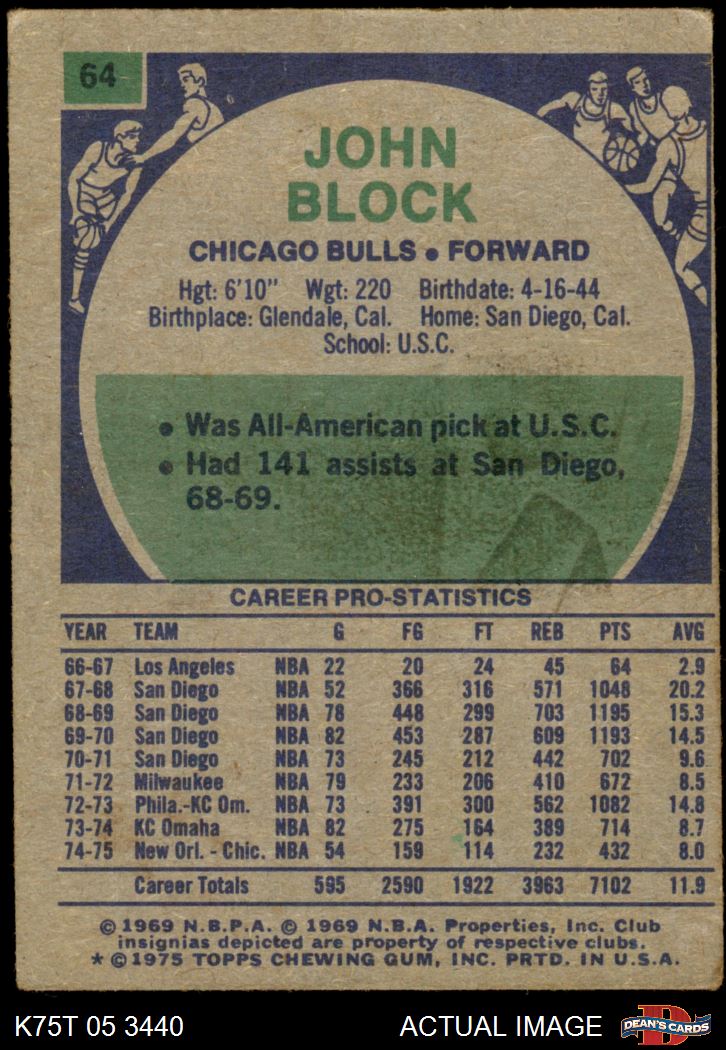 64
JOHN
BLOCK
CHICAGO BULLS • FORWARD
Hgt: 6'10" Wgt: 220 Birthdate: 4-16-44
Birthplace: Glendale, Cal. Home: San Diego, Cal.
School: U.S.C.
• Was All-American pick at U.S.C.
• Had 141 assists at San Diego,
68-69.
CAREER PRO-STATISTICS
YEAR TEAM G FG FT REB PTS AVG
66-67 Los Angeles NBA 22 20 24 45 64 2.9
67-68 San Diego NBA 52 366 316 571 1048 20.2
68-69 San Diego NBA 78 448 299 703 1195 15.3
69-70 San Diego NBA 82 453 287 609 1193 14.5
70-71 San Diego NBA 73 245 212 442 702 9.6
71-72 Milwaukee NBA 79 233 206 410 672 8.5
72-73 Phila.-KC Om. NBA 73 391 300 562 1082 14.8
73-74 KC Omaha NBA 82 275 164 389 714 8.7
74-75 New Orl. - Chic. NBA 54 159 114 232 432 8.0
Career Totals 595 2590 1922 3963 7102 11.9
© 1969 N.B.P.A. © 1969 N.B.A. Properties, Inc. Club
insignias depicted are property of respective clubs.
* © 1975 TOPPS CHEWING GUM, INC. PRTD. IN U.S.A.
K75T 05 3440 ACTUAL IMAGE D DEAN'S CARDS